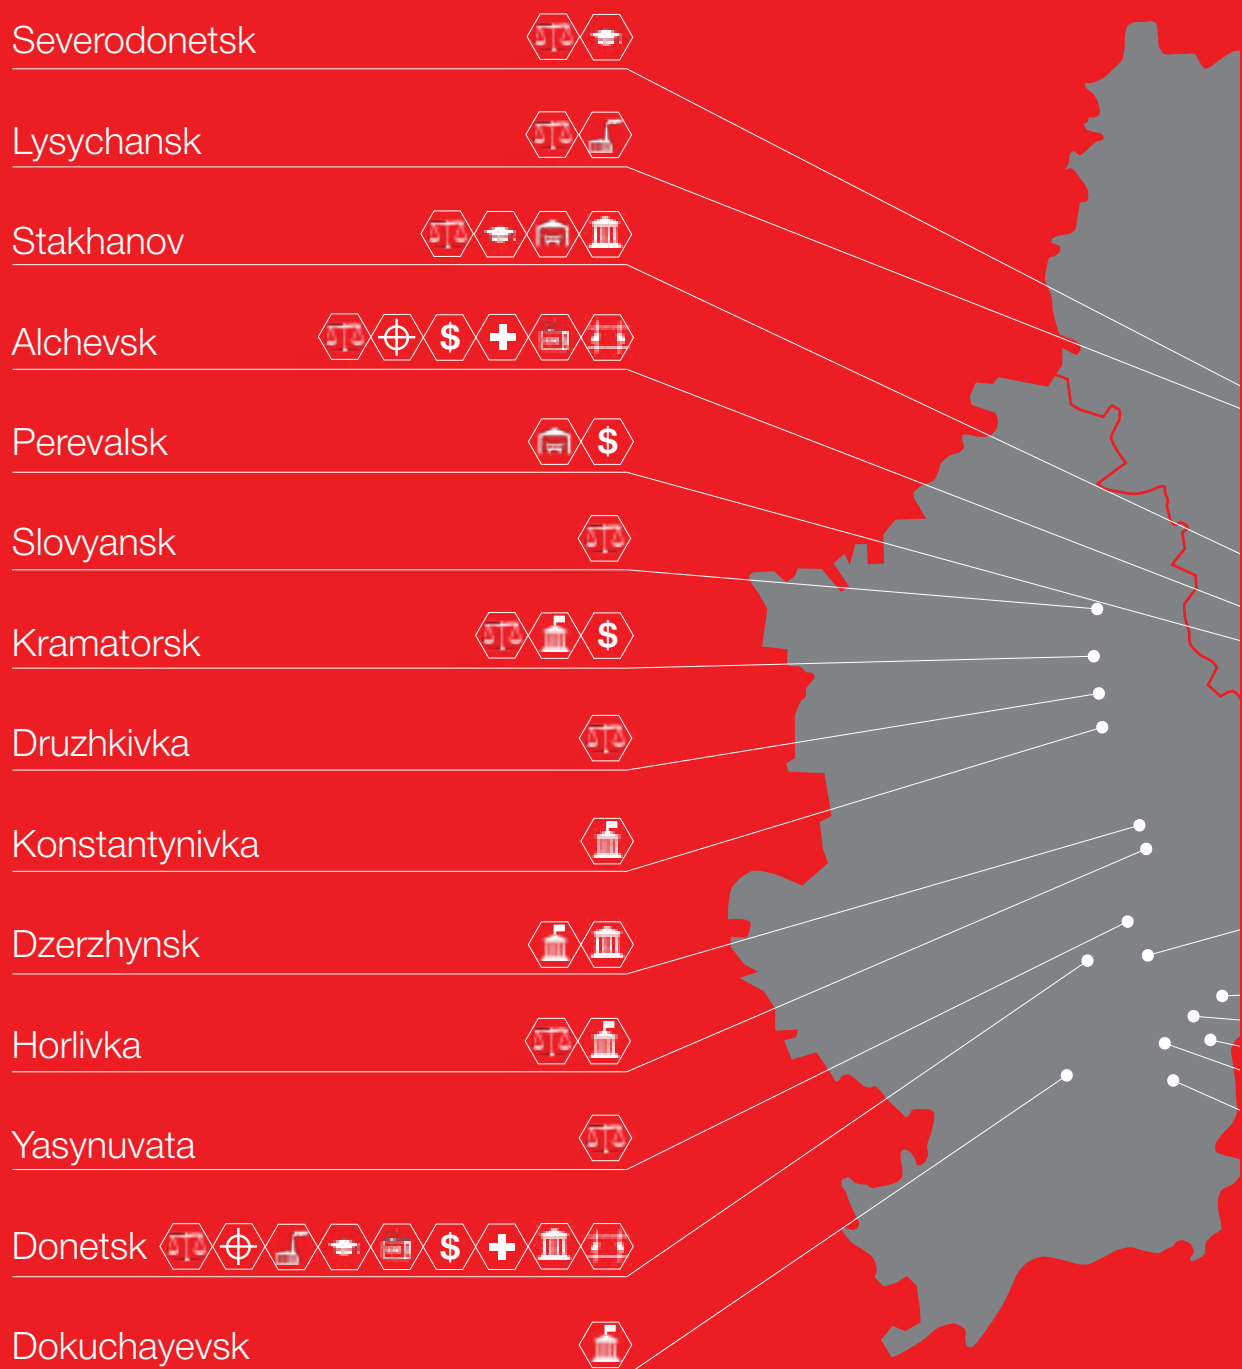 Severodonetsk
Lysychansk
Stakhanov
Alchevsk
$
Perevalsk
$
Slovyansk
Kramatorsk
$
Druzhkivka
Konstantynivka
Dzerzhynsk
Horlivka
Yasynuvata
Donetsk
$
Dokuchayevsk